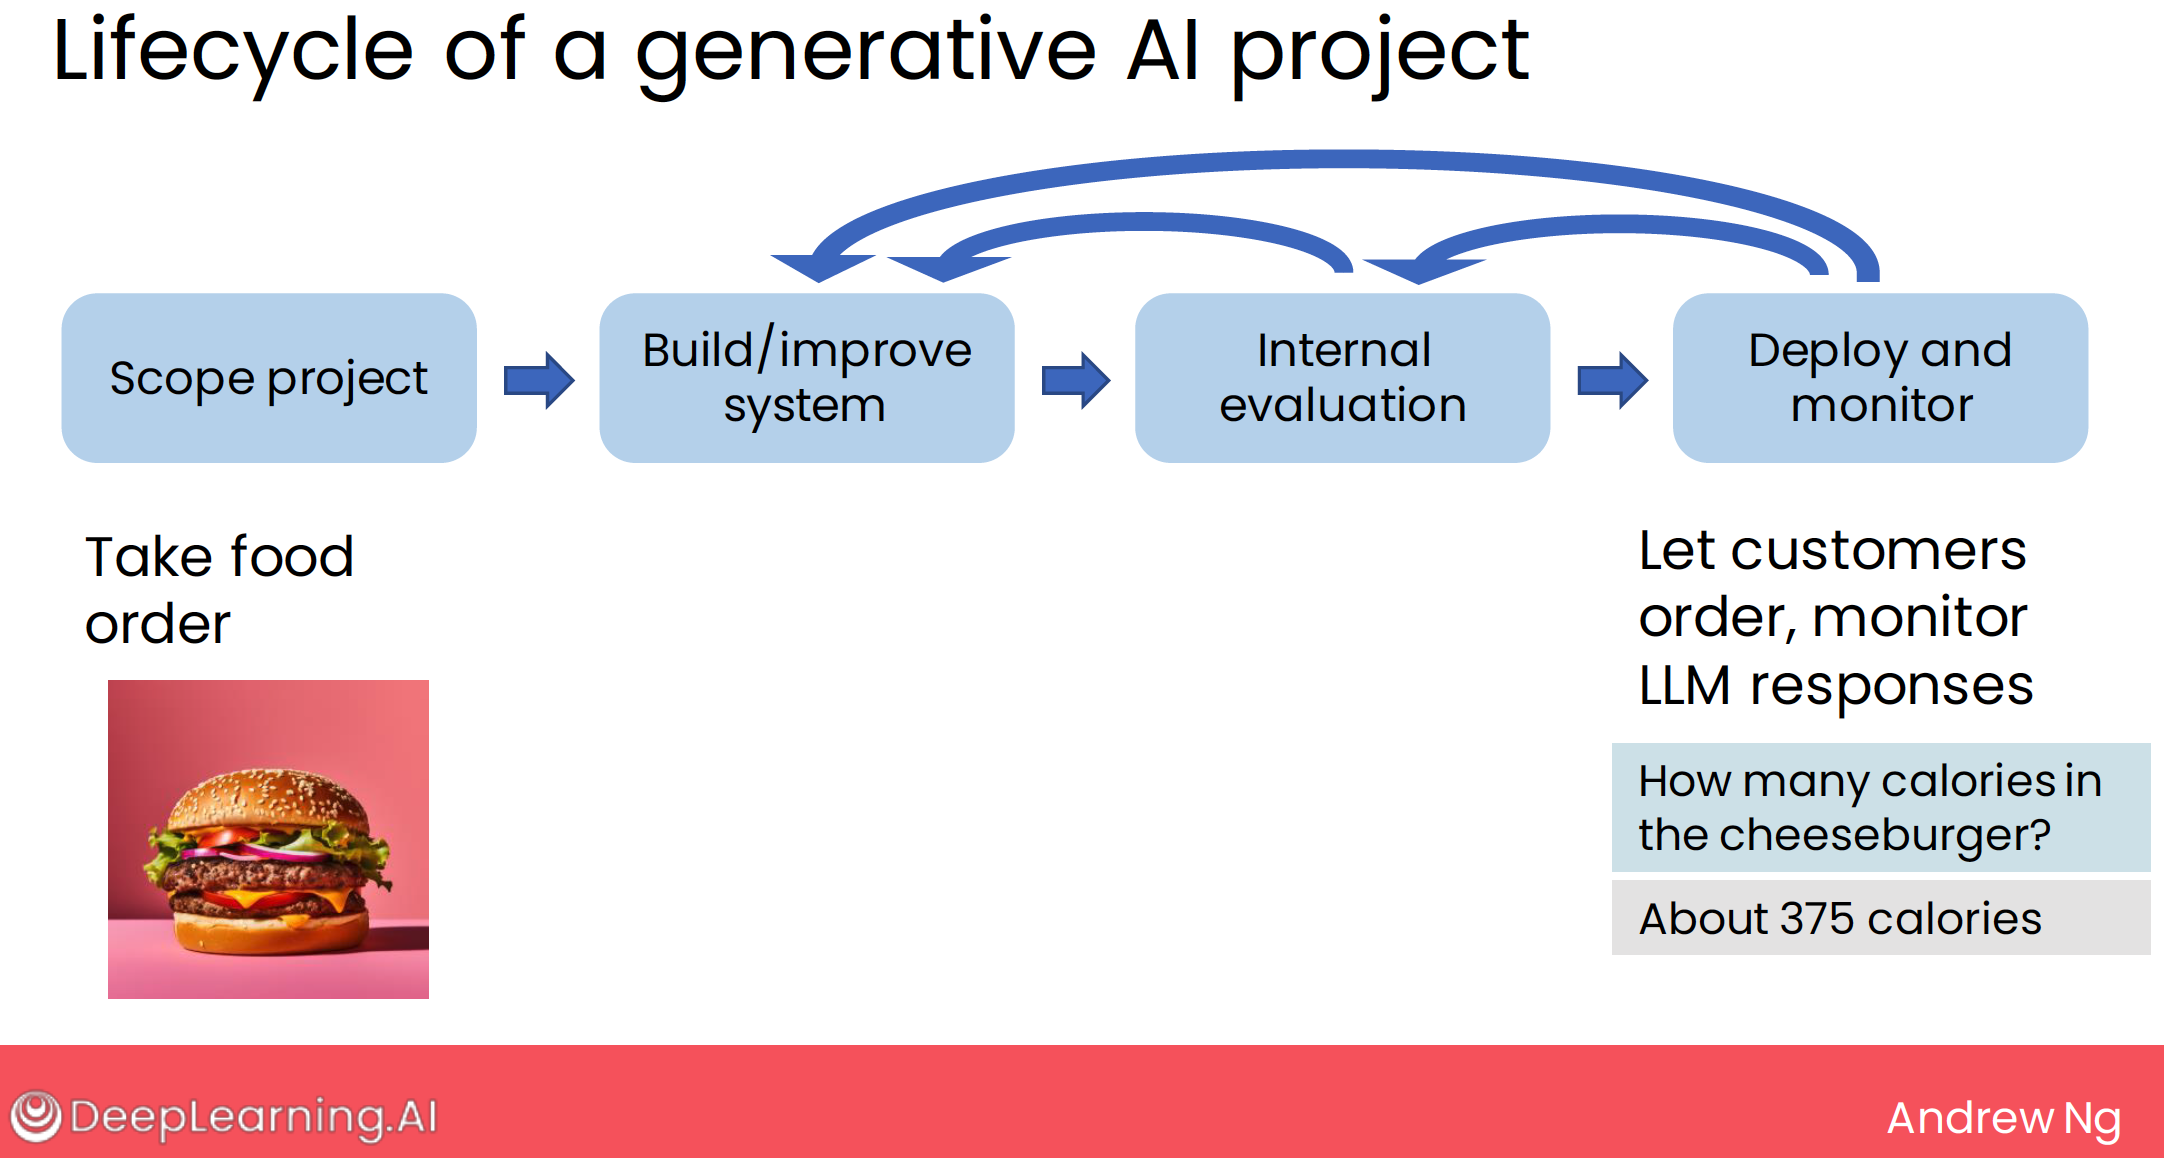 Lifecycle of a generative AI project
Scope project
Build/improve
system
Internal
evaluation
Deploy and
monitor
Take food
order
Let customers
order, monitor
LLM responses
How many calories in
the cheeseburger?
About 375 calories
DeepLearning.AI
Andrew Ng